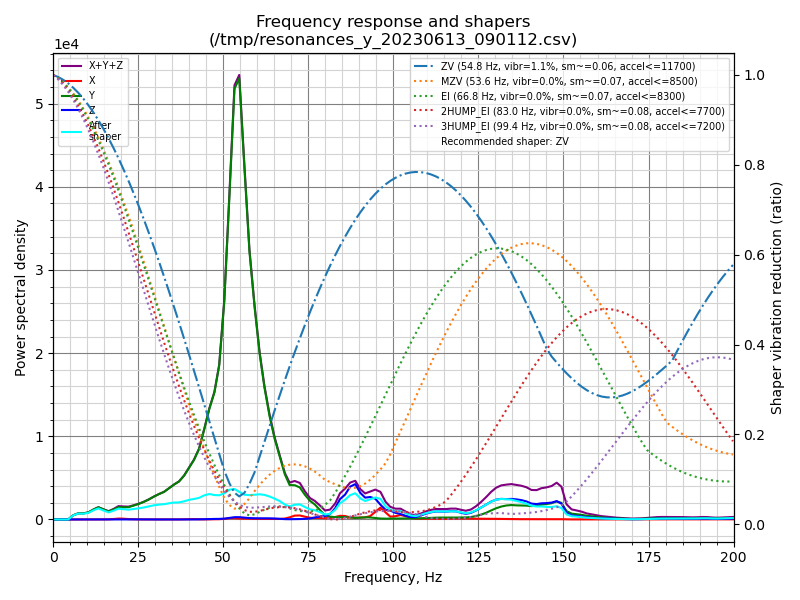 Frequency response and shapers
(/tmp/resonances_y_20230613_090112.csv)
1e4
X+Y+Z
X
Y
Z
After
shaper
ZV (54.8 Hz, vibr=1.1%, sm~=0.06, accel<=11700)
MZV (53.6 Hz, vibr=0.0%, sm~=0.07, accel<=8500)
EI (66.8 Hz, vibr=0.0%, sm~=0.07, accel<=8300)
2HUMP_EI (83.0 Hz, vibr=0.0%, sm~=0.08, accel<=7700)
3HUMP_EI (99.4 Hz, vibr=0.0%, sm~=0.08, accel<=7200)
Recommended shaper: ZV
Power spectral density
5
4
3
2
1
0
1.0
0.8
0.6
0.4
0.2
0.0
Shaper vibration reduction (ratio)
0 25 50 75 100 125 150 175 200
Frequency, Hz